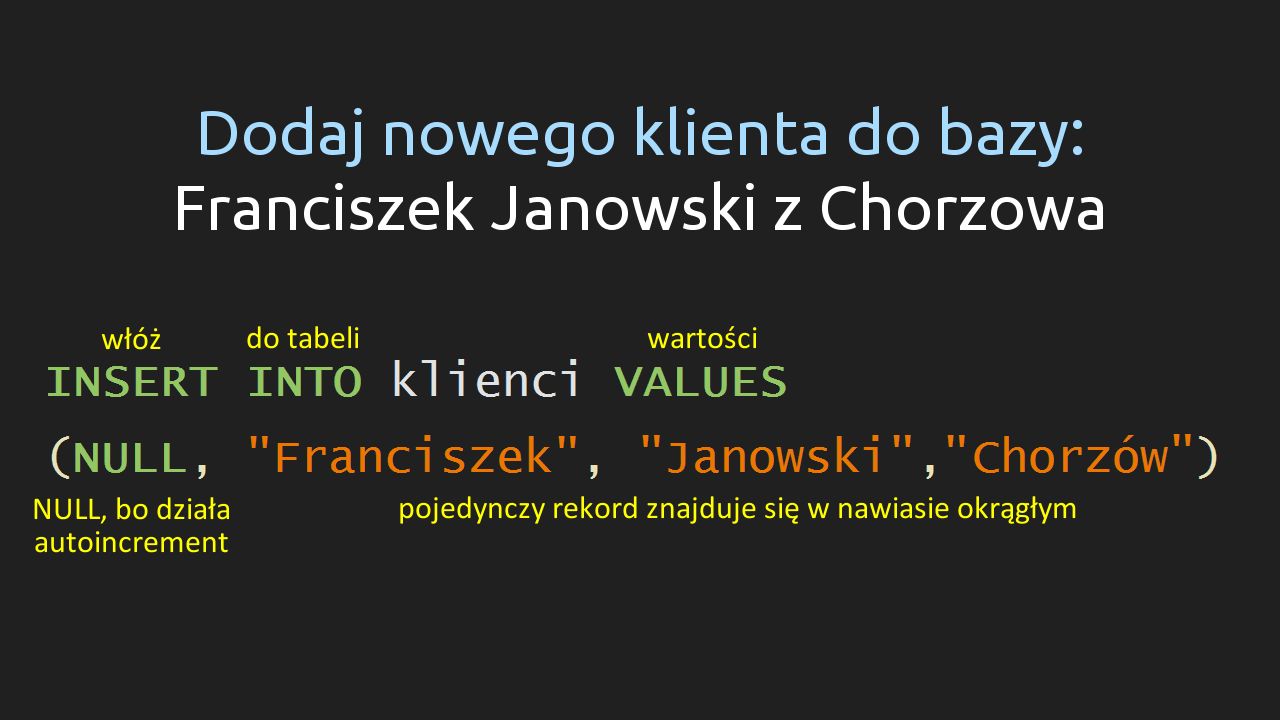 Dodaj nowego klienta do bazy:
Franciszek Janowski z Chorzowa
włóż do tabeli wartości
INSERT INTO klienci VALUES
(NULL, "Franciszek", "Janowski","Chorzów")
NULL, bo działa pojedynczy rekord znajduje się w nawiasie okrągłym
autoincrement